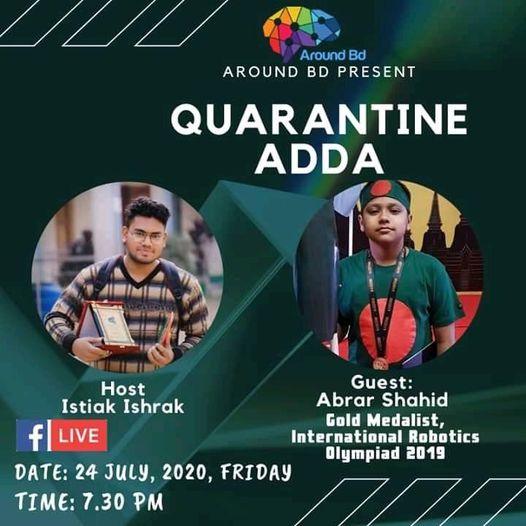 Around Bd
AROUND BD PRESENT
QUARANTINE
ADDA
Host
Istiak Ishrak
Guest:
Abrar Shahid
Gold Medalist,
International Robotics
Olympiad 2019
f LIVE
DATE: 24 JULY, 2020, FRIDAY
TIME: 7.30 PM